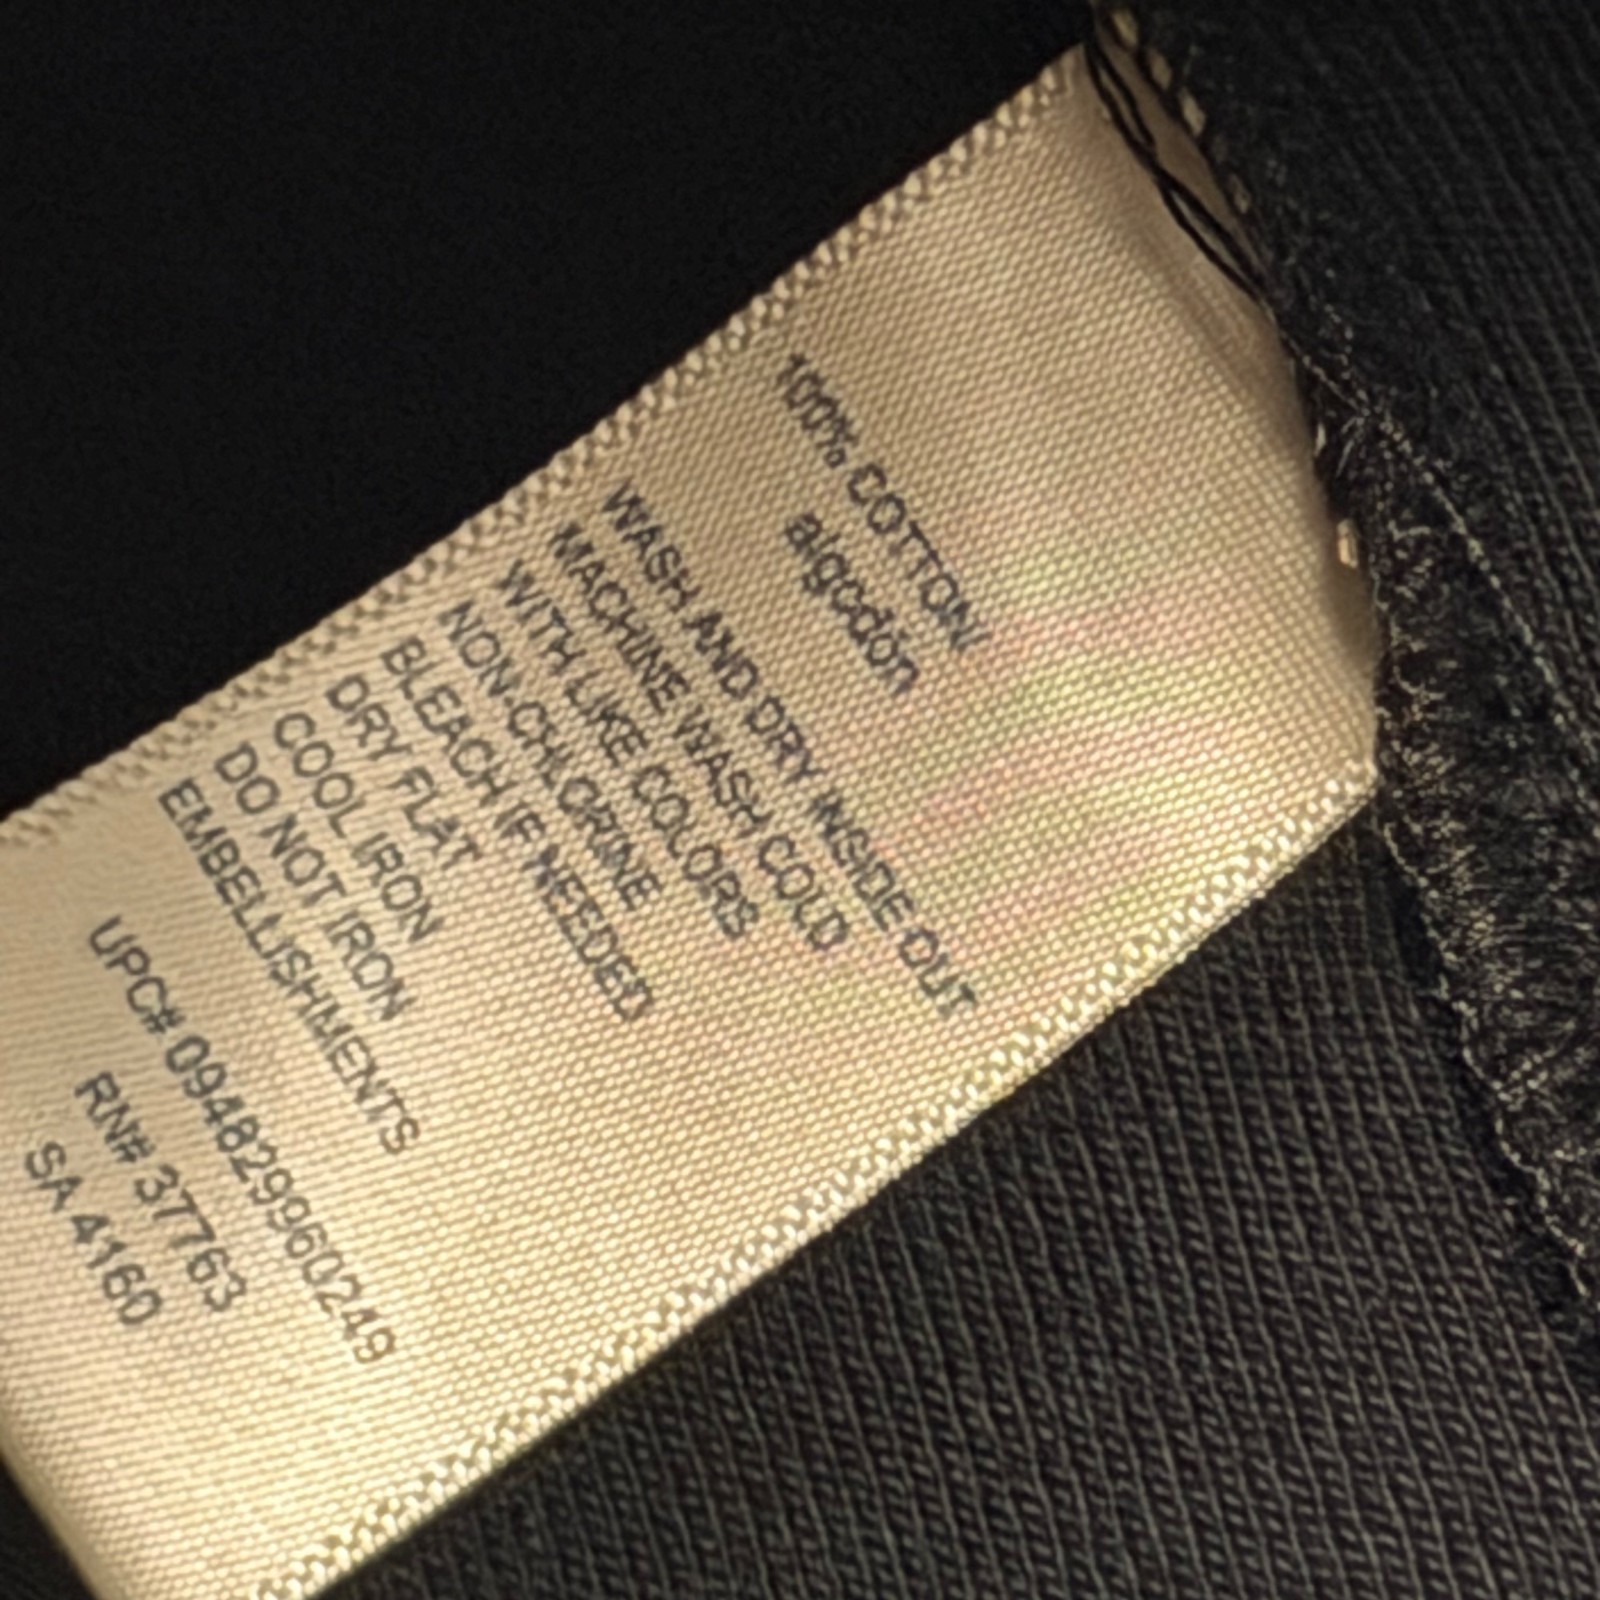 100% COTTON
algodón
WASH AND DRY INSIDE OUT
MACHINE WASH COLD
WITH LIKE COLORS
NON-CHLORINE
BLEACH IF NEEDED
DRY FLAT
COOL IRON
DO NOT IRON
EMBELLISHMENTS
UPC# 094829960249
RN# 37763
SA 4160